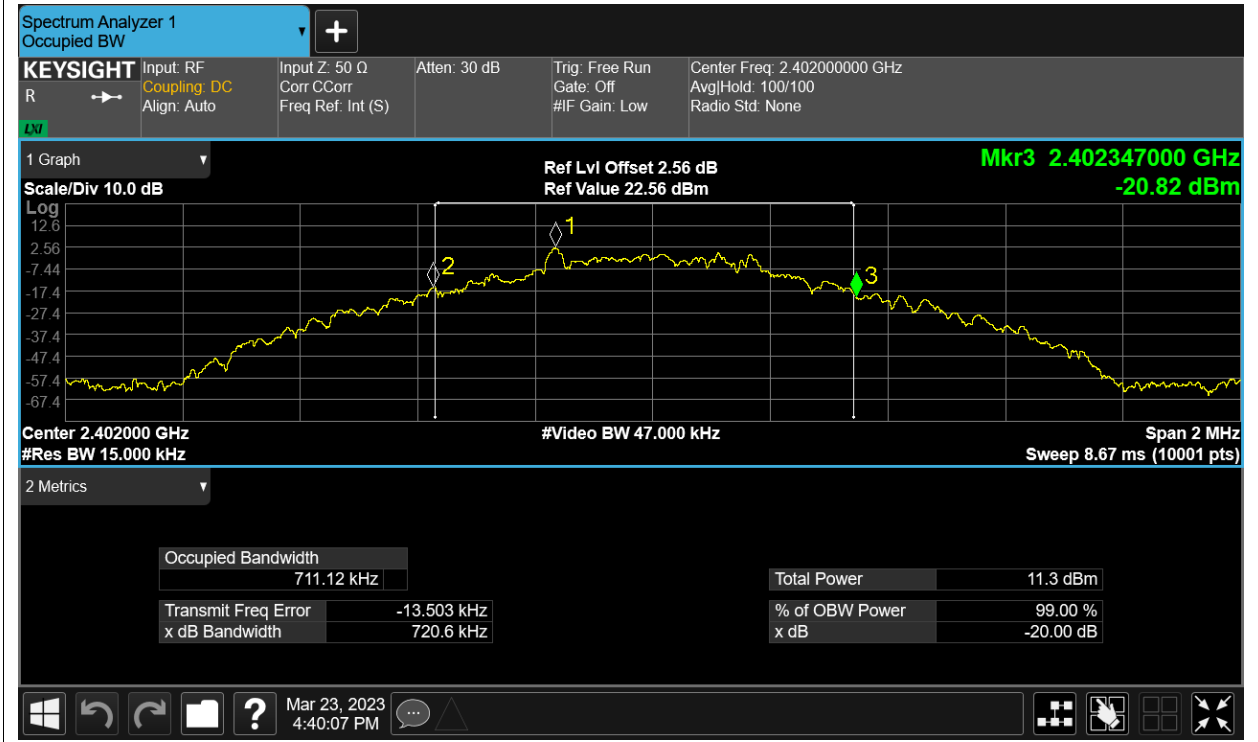 Spectrum Analyzer 1
Occupied BW
+
KEYSIGHT Input: RF Input Z: 50 Ω Atten: 30 dB Trig: Free Run Center Freq: 2.402000000 GHz
R Coupling: DC Corr CCorr Gate: Off Avg|Hold: 100/100
Align: Auto Freq Ref: Int (S) #IF Gain: Low Radio Std: None
LXI
1 Graph Ref Lvl Offset 2.56 dB Mkr3 2.402347000 GHz
Scale/Div 10.0 dB Ref Value 22.56 dBm -20.82 dBm
Log
12.6
2.56
-7.44
-17.4
-27.4
-37.4
-47.4
-57.4
-67.4
1
2
3
Center 2.402000 GHz #Video BW 47.000 kHz Span 2 MHz
#Res BW 15.000 kHz Sweep 8.67 ms (10001 pts)
2 Metrics
Occupied Bandwidth
711.12 kHz Total Power 11.3 dBm
Transmit Freq Error -13.503 kHz % of OBW Power 99.00 %
x dB Bandwidth 720.6 kHz x dB -20.00 dB
? Mar 23, 2023
4:40:07 PM